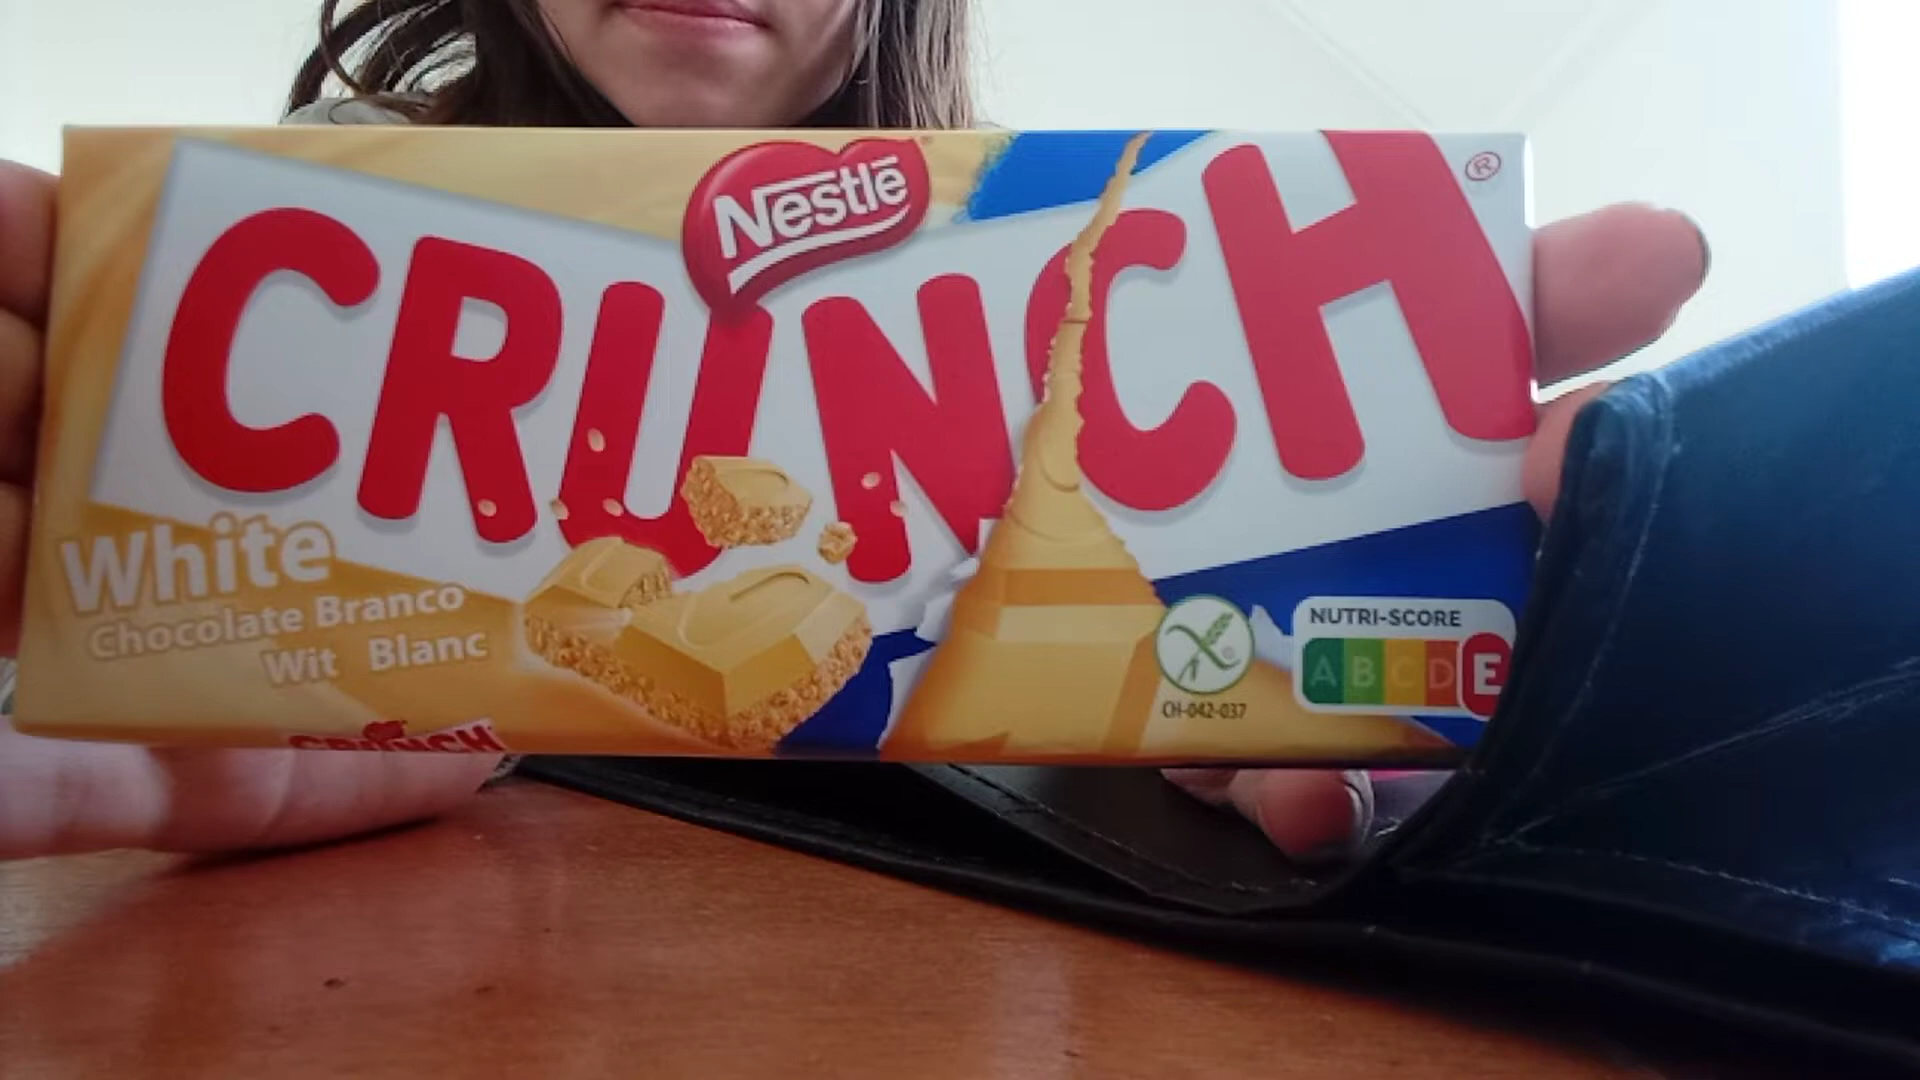 Nestlé
CRUNCH ®
White
Chocolate Branco
Wit Blanc
CH-042-037
NUTRI-SCORE
A B C D E
CRUNCH